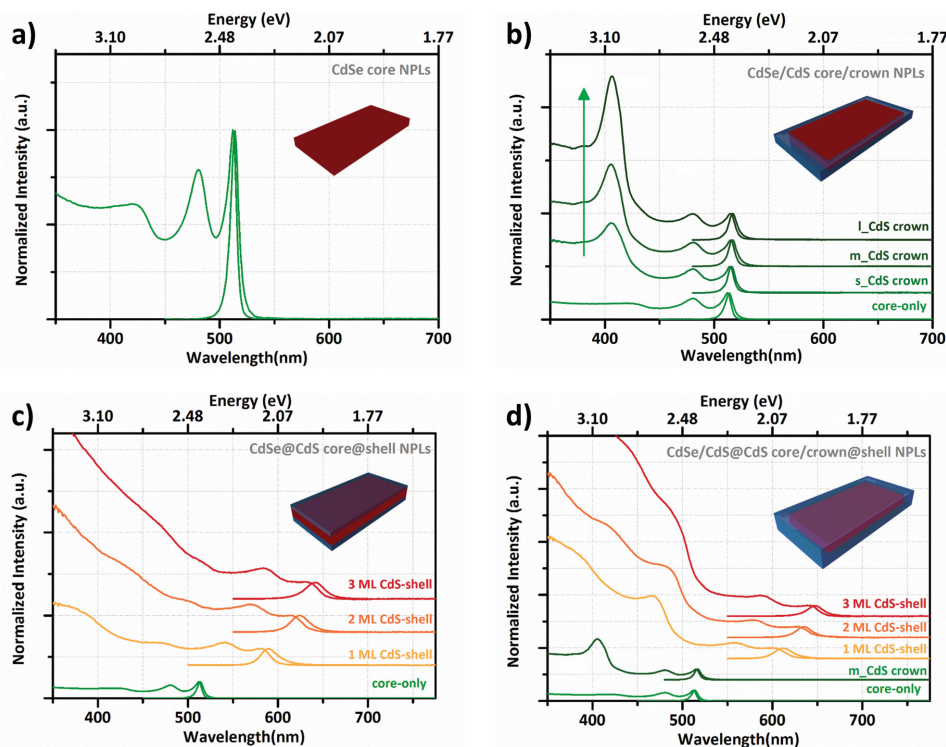 a)
Energy (eV)
3.10 2.48 2.07 1.77
CdSe core NPLs
Normalized Intensity (a.u.)
400 500 600 700
Wavelength(nm)
b)
Energy (eV)
3.10 2.48 2.07 1.77
CdSe/CdS core/crown NPLs
Normalized Intensity (a.u.)
l_CdS crown
m_CdS crown
s_CdS crown
core-only
400 500 600 700
Wavelength(nm)
c)
Energy (eV)
3.10 2.48 2.07 1.77
CdSe@CdS core@shell NPLs
Normalized Intensity (a.u.)
3 ML CdS-shell
2 ML CdS-shell
1 ML CdS-shell
core-only
400 500 600 700
Wavelength(nm)
d)
Energy (eV)
3.10 2.48 2.07 1.77
CdSe/CdS@CdS core/crown@shell NPLs
Normalized Intensity (a.u.)
3 ML CdS-shell
2 ML CdS-shell
1 ML CdS-shell
m_CdS crown
core-only
400 500 600 700
Wavelength(nm)